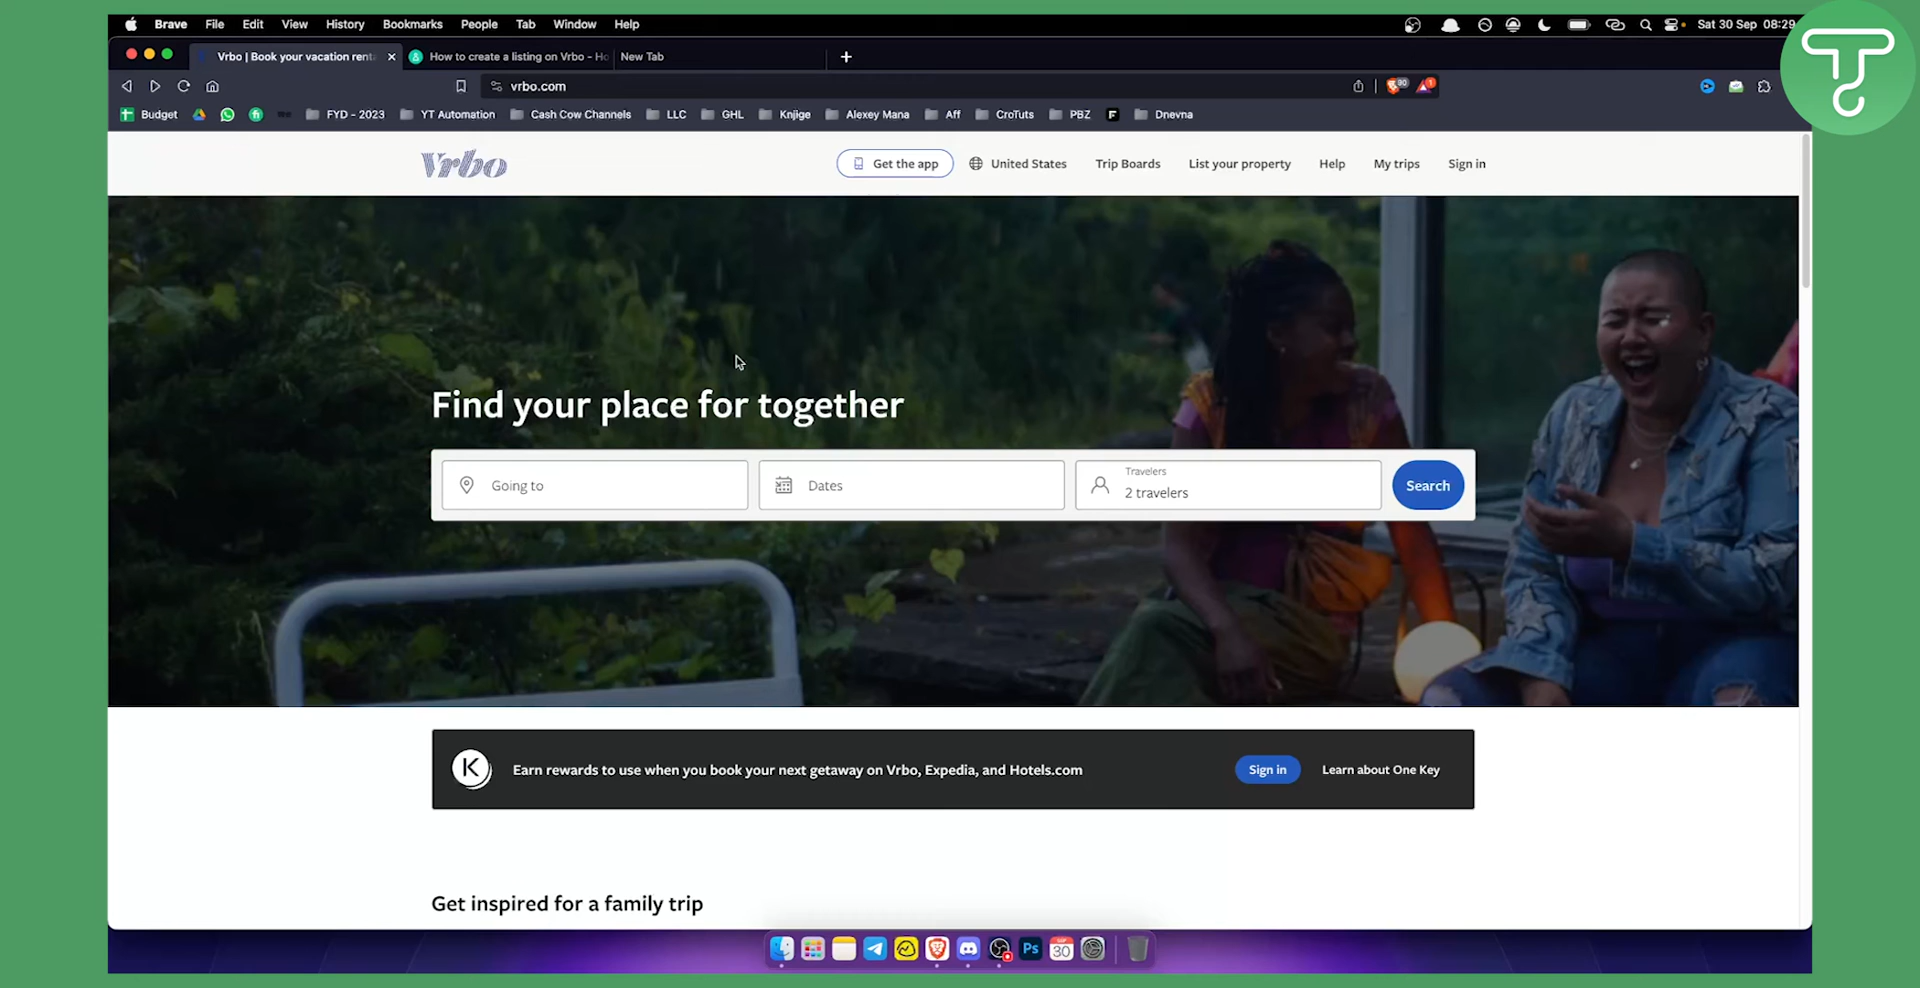 Brave File Edit View History Bookmarks People Tab Window Help
Sat 30 Sep 08:29
Vrbo | Book your vacation rent
How to create a listing on Vrbo - Ho
New Tab
vrbo.com
90
1
Budget
FYD - 2023
YT Automation
Cash Cow Channels
LLC
GHL
Knjige
Alexey Mana
Aff
CroTuts
PBZ
F
Dnevna
Vrbo
Get the app
United States
Trip Boards
List your property
Help
My trips
Sign in
Find your place for together
Going to
Dates
Travelers
2 travelers
Search
K
Earn rewards to use when you book your next getaway on Vrbo, Expedia, and Hotels.com
Sign in
Learn about One Key
Get inspired for a family trip
Ps
30